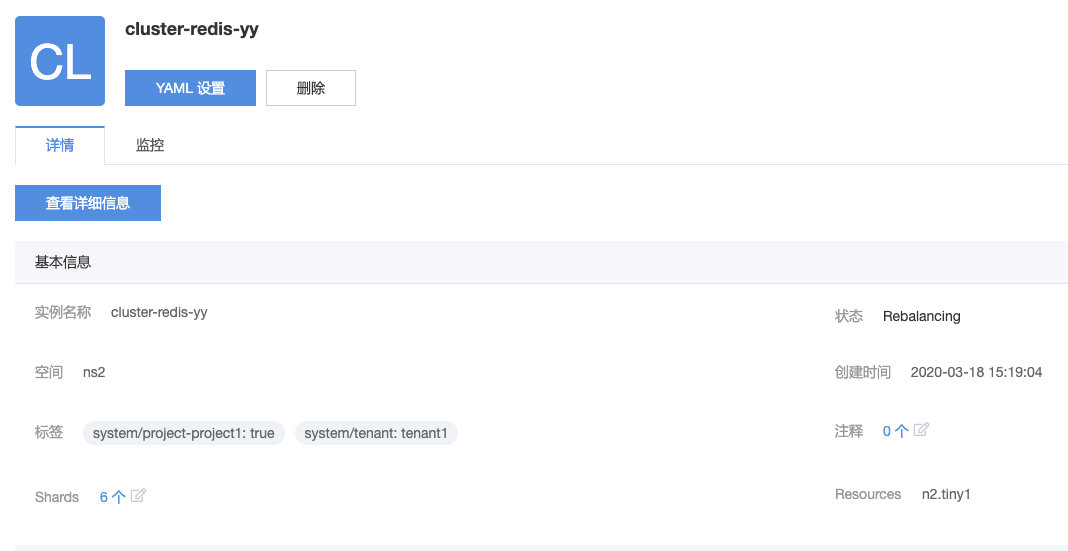 CL
cluster-redis-yy
YAML 设置 删除
详情 监控
查看详细信息
基本信息
实例名称 cluster-redis-yy
状态 Rebalancing
空间 ns2
创建时间 2020-03-18 15:19:04
标签 system/project-project1: true system/tenant: tenant1
注释 0 个
Shards 6 个
Resources n2.tiny1